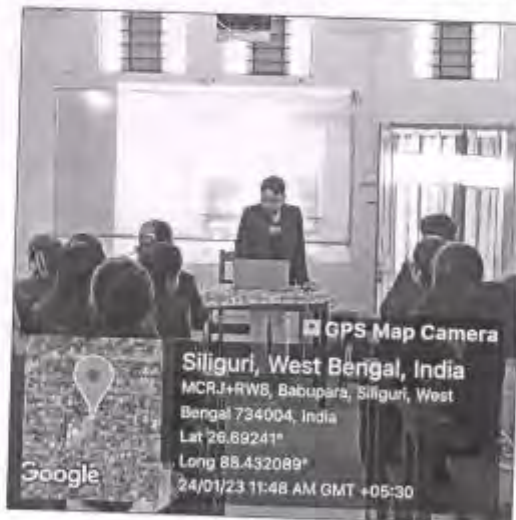 GPS Map Camera
Siliguri, West Bengal, India
MCRJ+RW8, Babupara, Siliguri, West
Bengal 734004, India
Lat 26.69241°
Long 88.432089°
24/01/23 11:48 AM GMT +05:30
Google